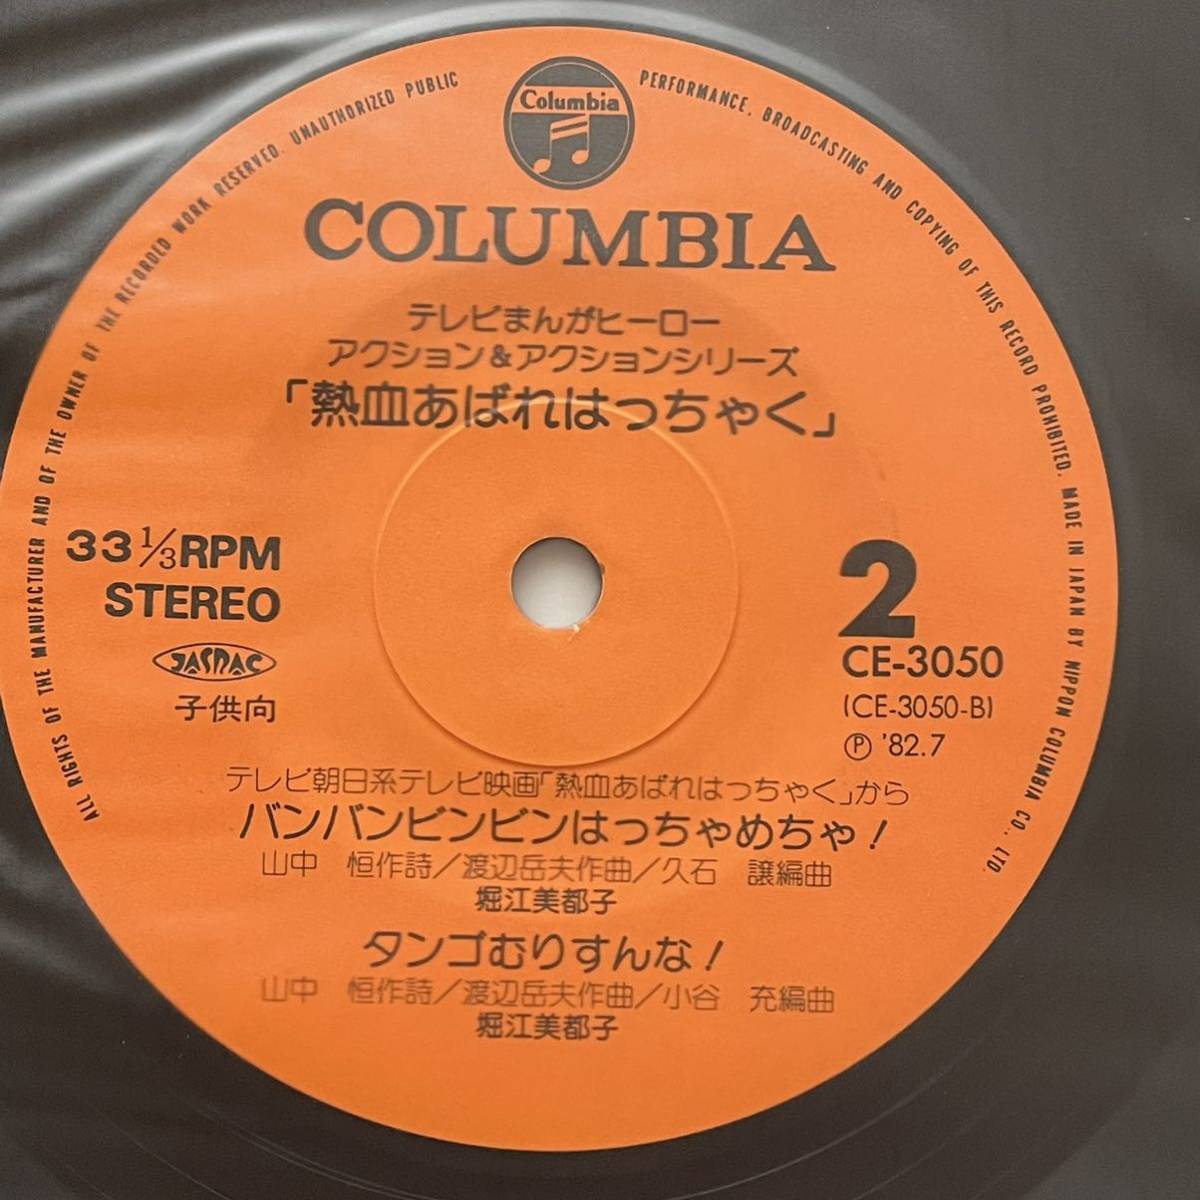 ALL RIGHTS OF THE MANUFACTURER AND OF THE OWNER OF THE RECORDED WORK RESERVED. UNAUTHORIZED PUBLIC PERFORMANCE, BROADCASTING AND COPYING OF THIS RECORD PROHIBITED. MADE IN JAPAN BY NIPPON COLUMBIA CO., LTD.
Columbia
COLUMBIA
テレビまんがヒーロー
アクション&アクションシリーズ
「熱血あばれはっちゃく」
33 1/3 RPM
STEREO
JASRAC
子供向
2
CE-3050
(CE-3050-B)
Ⓟ '82.7
テレビ朝日系テレビ映画「熱血あばれはっちゃく」から
バンバンビンビンはっちゃめちゃ!
山中 恒作詩/渡辺岳夫作曲/久石 譲編曲
堀江美都子
タンゴむりすんな!
山中 恒作詩/渡辺岳夫作曲/小谷 充編曲
堀江美都子